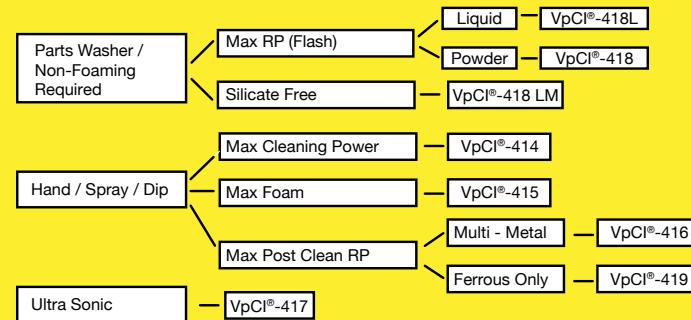 Parts Washer /
Non-Foaming
Required
Max RP (Flash)
Liquid
VpCI®-418L
Powder
VpCI®-418
Silicate Free
VpCI®-418 LM
Hand / Spray / Dip
Max Cleaning Power
VpCI®-414
Max Foam
VpCI®-415
Max Post Clean RP
Multi - Metal
VpCI®-416
Ferrous Only
VpCI®-419
Ultra Sonic
VpCI®-417